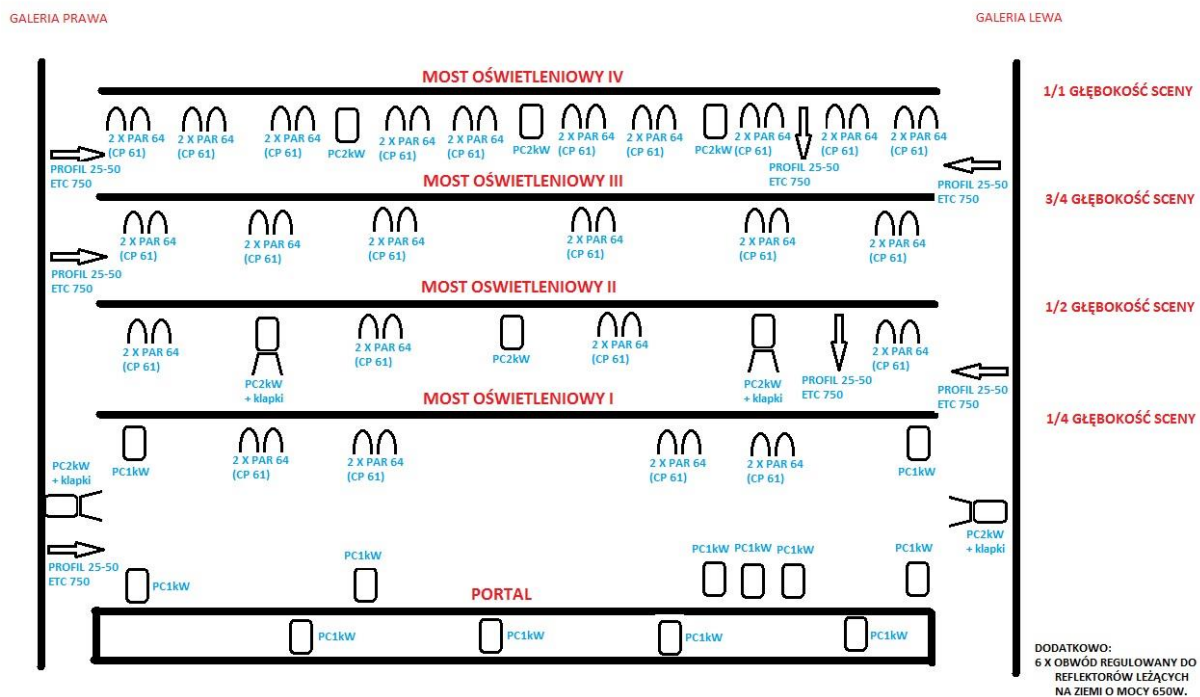 GALERIA PRAWA
GALERIA LEWA
MOST OŚWIETLENIOWY IV
1/1 GŁĘBOKOŚĆ SCENY
2 X PAR 64
(CP 61)
2 X PAR 64
(CP 61)
2 X PAR 64
(CP 61)
PC2kW
2 X PAR 64
(CP 61)
2 X PAR 64
(CP 61)
PC2kW
2 X PAR 64
(CP 61)
2 X PAR 64
(CP 61)
PC2kW
2 X PAR 64
(CP 61)
2 X PAR 64
(CP 61)
2 X PAR 64
(CP 61)
PROFIL 25-50
ETC 750
PROFIL 25-50
ETC 750
PROFIL 25-50
ETC 750
MOST OŚWIETLENIOWY III
3/4 GŁĘBOKOŚĆ SCENY
2 X PAR 64
(CP 61)
2 X PAR 64
(CP 61)
2 X PAR 64
(CP 61)
2 X PAR 64
(CP 61)
2 X PAR 64
(CP 61)
2 X PAR 64
(CP 61)
PROFIL 25-50
ETC 750
MOST OSWIETLENIOWY II
1/2 GŁĘBOKOŚĆ SCENY
2 X PAR 64
(CP 61)
PC2kW
+ klapki
2 X PAR 64
(CP 61)
PC2kW
2 X PAR 64
(CP 61)
PC2kW
+ klapki
PROFIL 25-50
ETC 750
2 X PAR 64
(CP 61)
PROFIL 25-50
ETC 750
MOST OŚWIETLENIOWY I
1/4 GŁĘBOKOŚĆ SCENY
PC1kW
2 X PAR 64
(CP 61)
2 X PAR 64
(CP 61)
2 X PAR 64
(CP 61)
2 X PAR 64
(CP 61)
PC1kW
PC2kW
+ klapki
PC2kW
+ klapki
PROFIL 25-50
ETC 750
PC1kW
PC1kW
PC1kW
PC1kW
PC1kW
PC1kW
PORTAL
PC1kW
PC1kW
PC1kW
PC1kW
DODATKOWO:
6 X OBWÓD REGULOWANY DO
REFLEKTORÓW LEŻĄCYCH
NA ZIEMI O MOCY 650W.